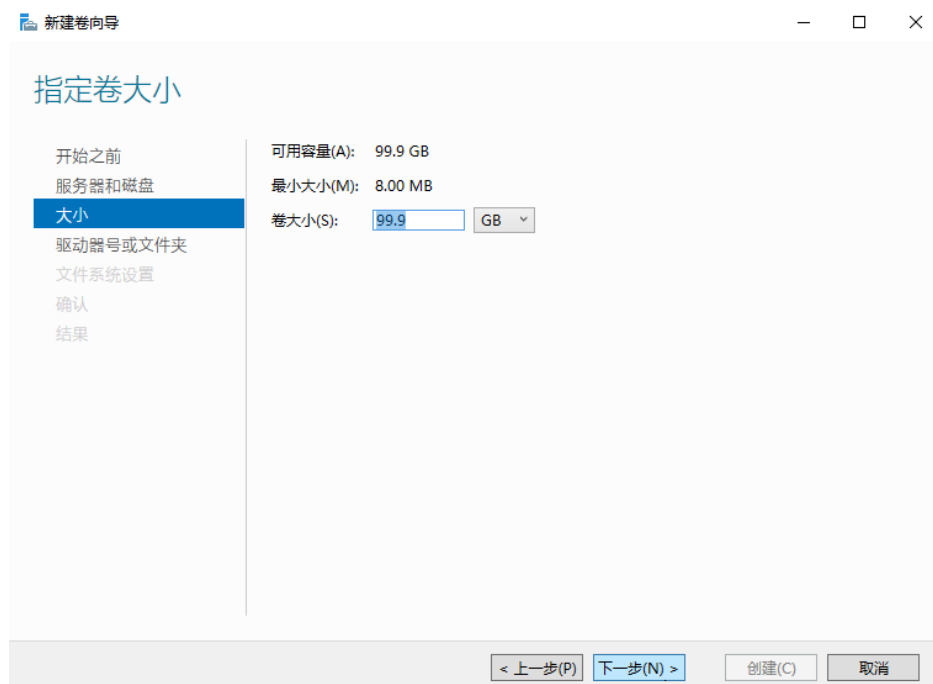 新建卷向导
指定卷大小
开始之前
服务器和磁盘
大小
驱动器号或文件夹
文件系统设置
确认
结果
可用容量(A): 99.9 GB
最小大小(M): 8.00 MB
卷大小(S): 99.9 GB
< 上一步(P) 下一步(N) > 创建(C) 取消